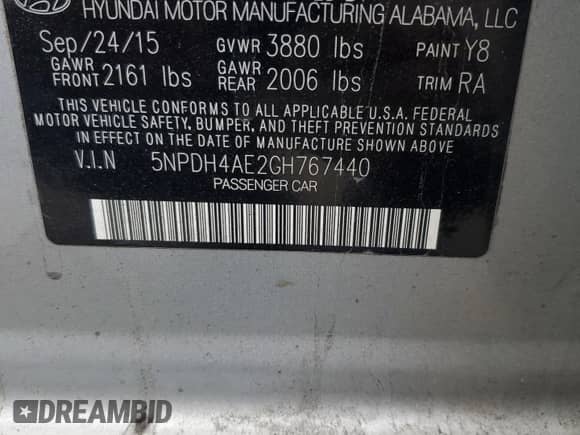 HYUNDAI MOTOR MANUFACTURING ALABAMA, LLC
Sep/24/15 GVWR 3880 lbs PAINT Y8
GAWR FRONT 2161 lbs GAWR REAR 2006 lbs TRIM RA
THIS VEHICLE CONFORMS TO ALL APPLICABLE U.S.A. FEDERAL
MOTOR VEHICLE SAFETY, BUMPER, AND THEFT PREVENTION STANDARDS
IN EFFECT ON THE DATE OF MANUFACTURE SHOWN ABOVE.
V.I.N 5NPDH4AE2GH767440
PASSENGER CAR
DREAMBID